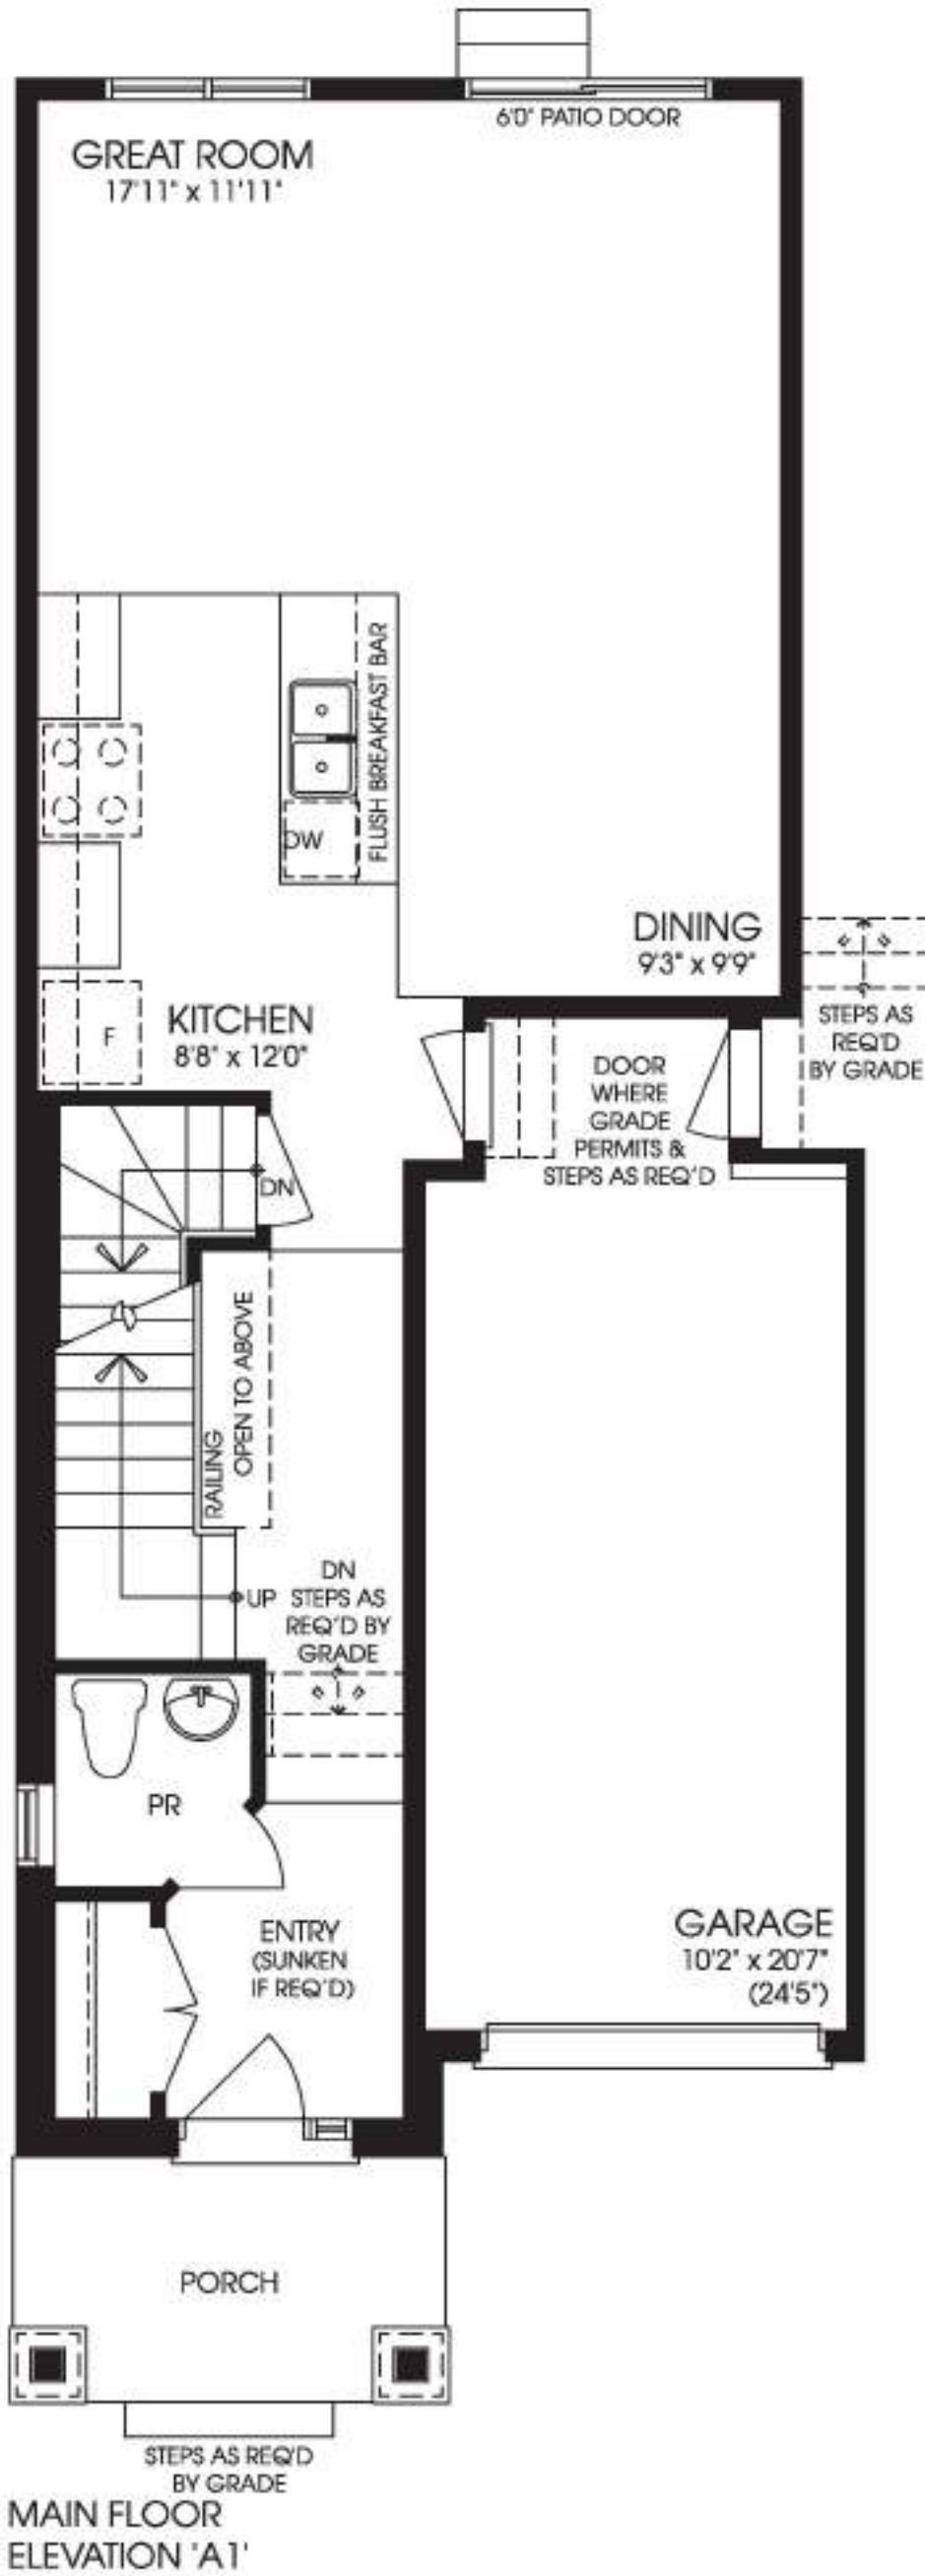 6'0" PATIO DOOR
GREAT ROOM
17'11" x 11'11"
FLUSH BREAKFAST BAR
DW
DINING
9'3" x 9'9"
F
KITCHEN
8'8" x 12'0"
STEPS AS
REQ'D
BY GRADE
DOOR
WHERE
GRADE
PERMITS &
STEPS AS REQ'D
DN
OPEN TO ABOVE
RAILING
UP
DN
STEPS AS
REQ'D BY
GRADE
PR
ENTRY
(SUNKEN
IF REQ'D)
GARAGE
10'2" x 20'7"
(24'5")
PORCH
STEPS AS REQ'D
BY GRADE
MAIN FLOOR
ELEVATION 'A1'